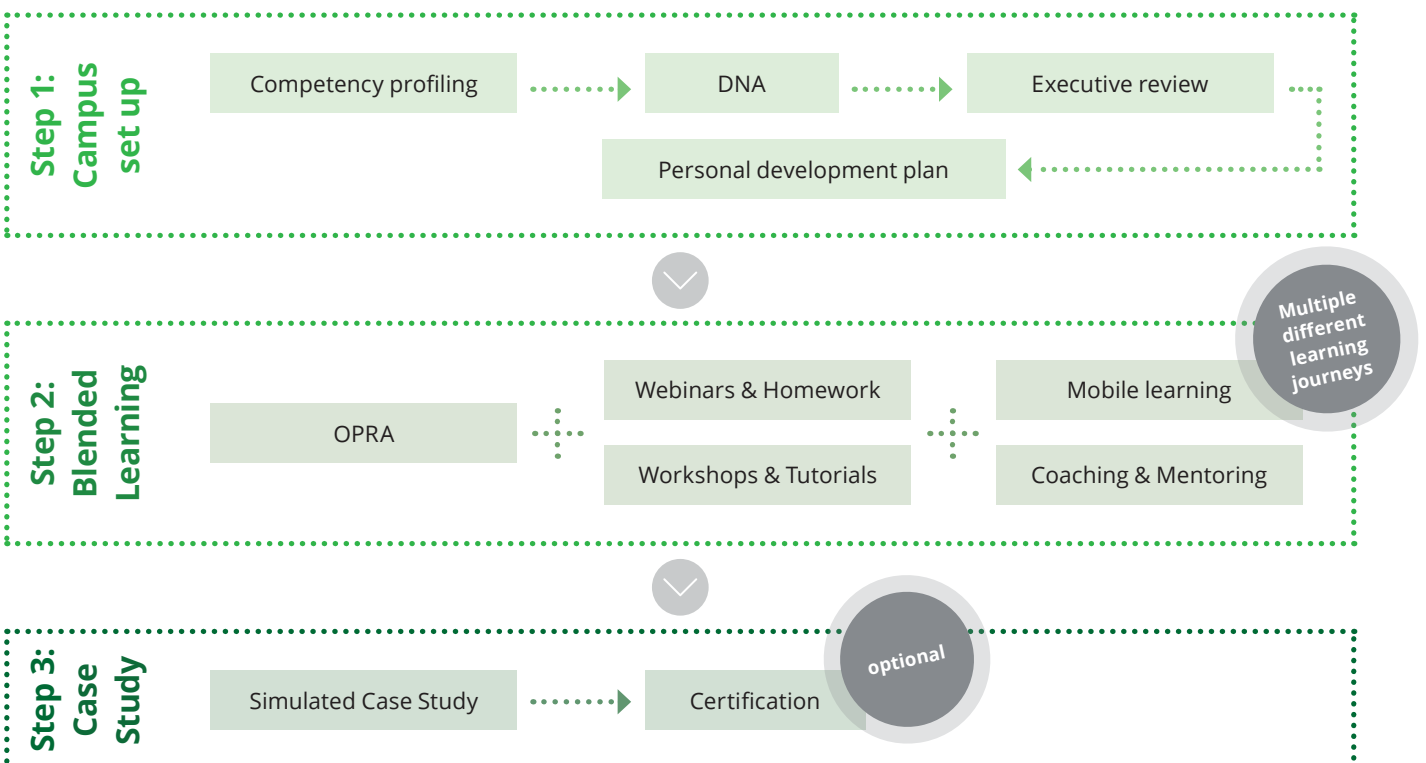 Step 1:
Campus
set up
Competency profiling
DNA
Executive review
Personal development plan
Multiple
different
learning
journeys
Step 2:
Blended
Learning
OPRA
Webinars & Homework
Mobile learning
Workshops & Tutorials
Coaching & Mentoring
Step 3:
Case
Study
Simulated Case Study
Certification
optional